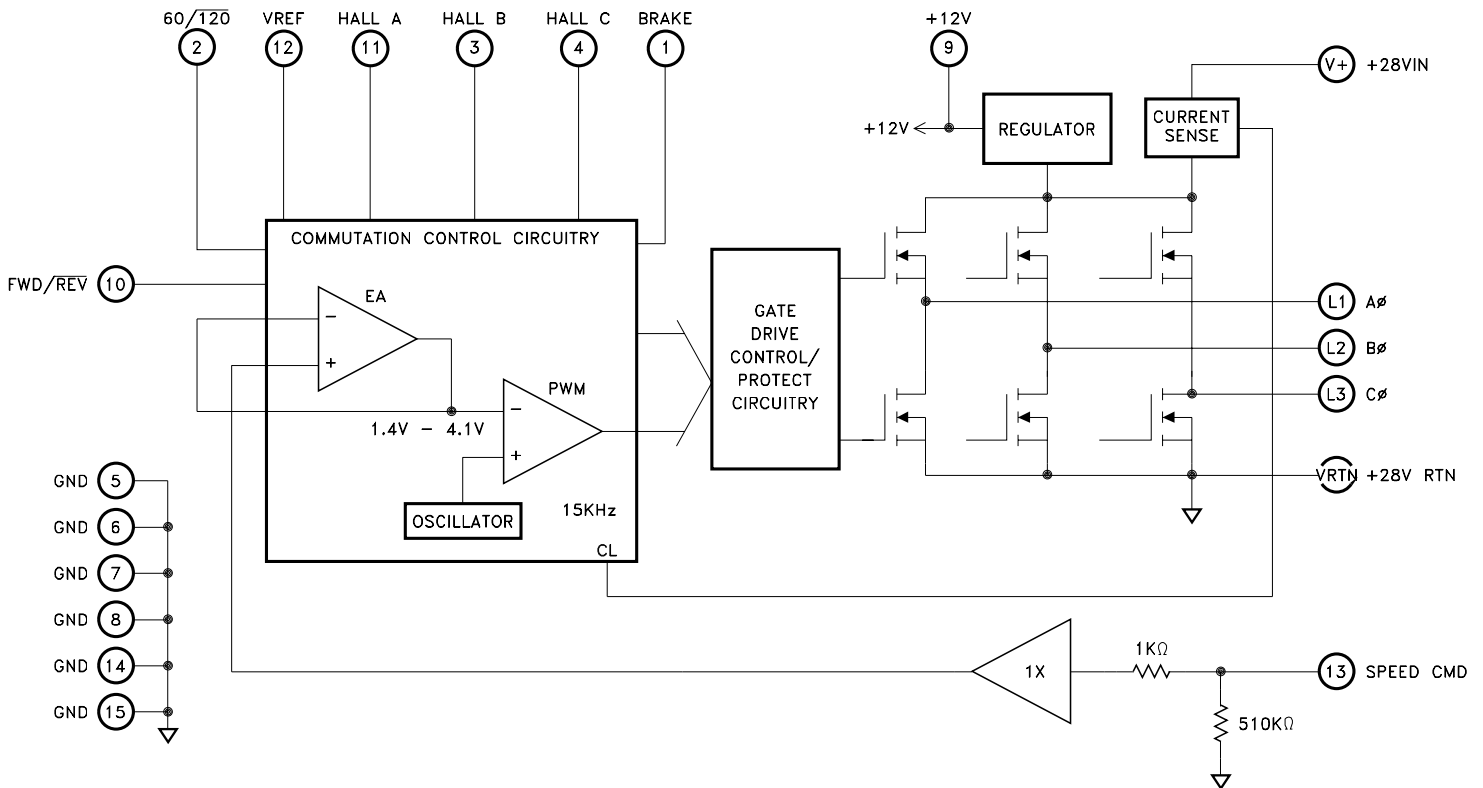 60/120
VREF
HALL A
HALL B
HALL C
BRAKE
+12V
2
12
11
3
4
1
9
V+ +28VIN
+12V
REGULATOR
CURRENT
SENSE
COMMUTATION CONTROL CIRCUITRY
FWD/REV 10
EA
−
+
GATE
DRIVE
CONTROL/
PROTECT
CIRCUITRY
L1 AØ
L2 BØ
L3 CØ
PWM
−
+
1.4V − 4.1V
OSCILLATOR
15KHz
CL
VRTN +28V RTN
GND 5
GND 6
GND 7
GND 8
GND 14
GND 15
1X
1KΩ
13 SPEED CMD
510KΩ